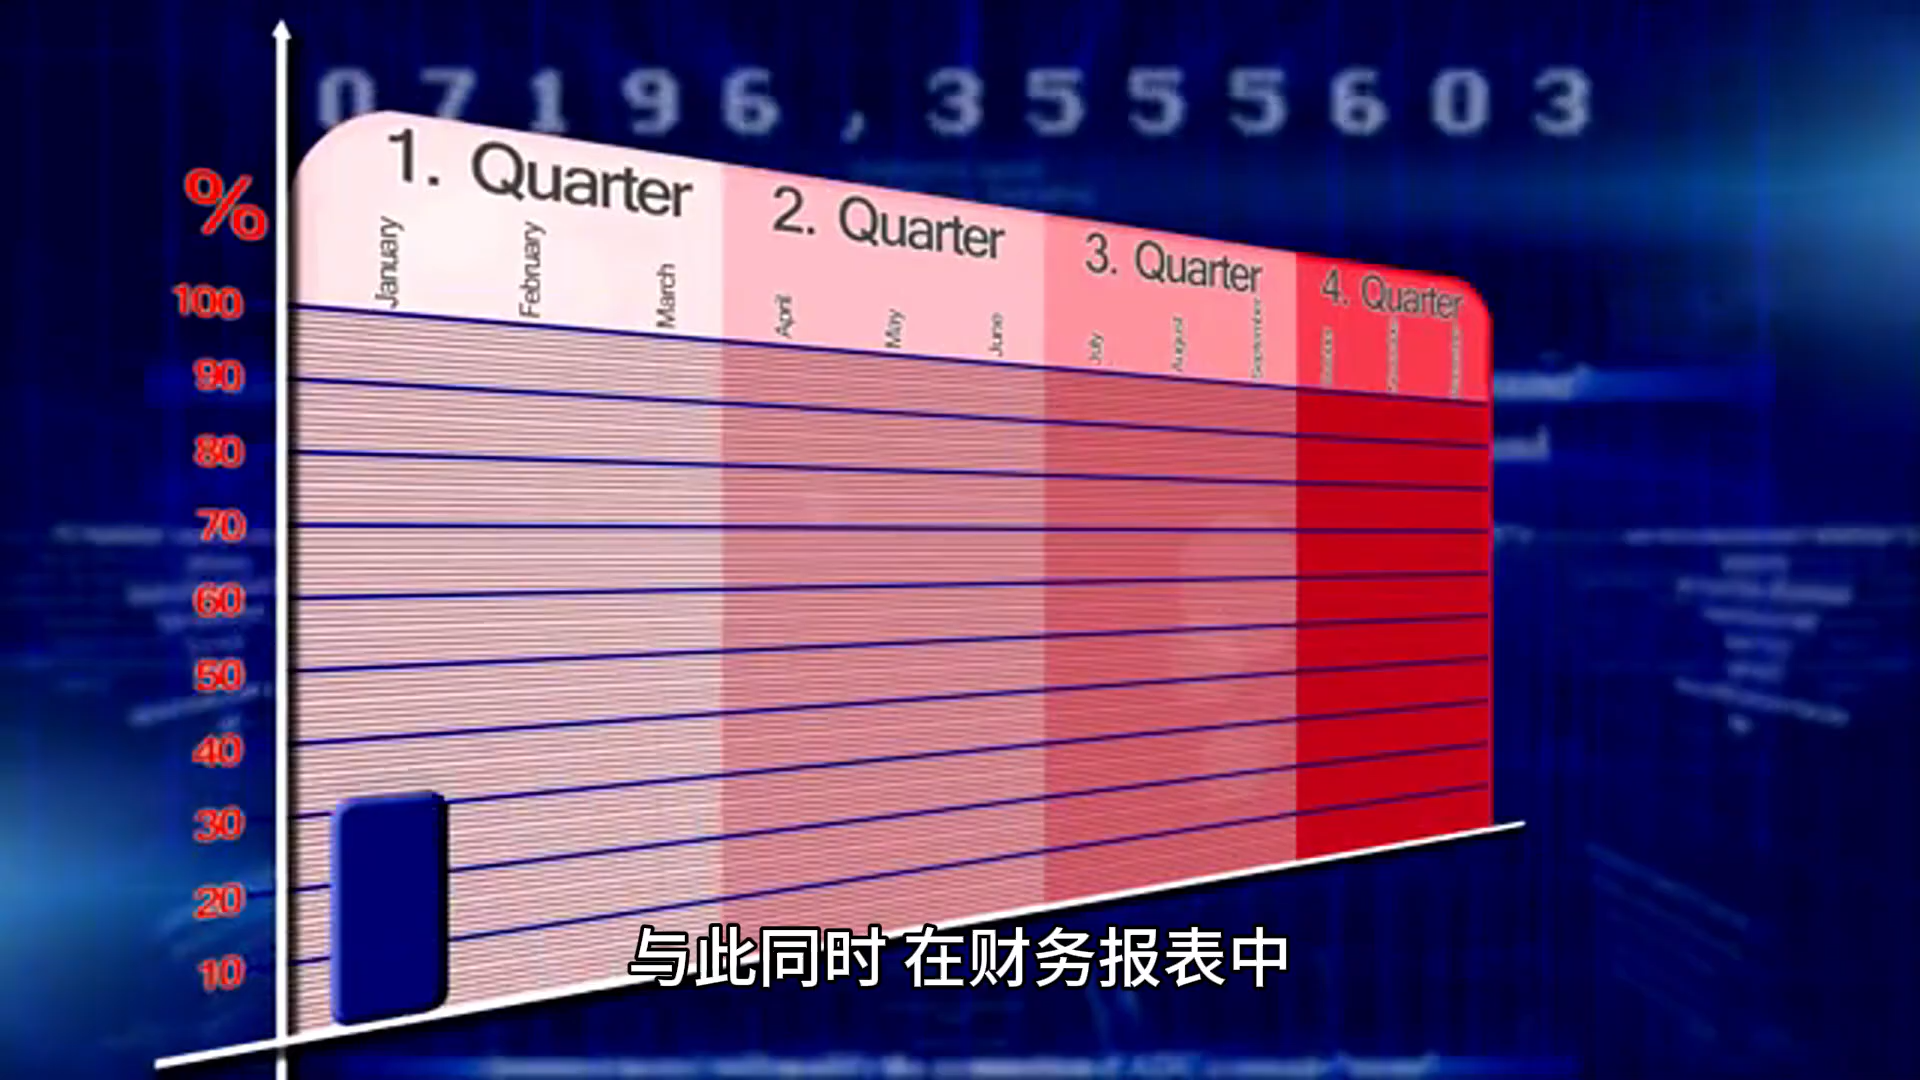 07196,3555603
%
1. Quarter
2. Quarter
3. Quarter
4. Quarter
January
February
March
April
May
June
July
August
September
100
90
80
70
60
50
40
30
20
10
与此同时 在财务报表中